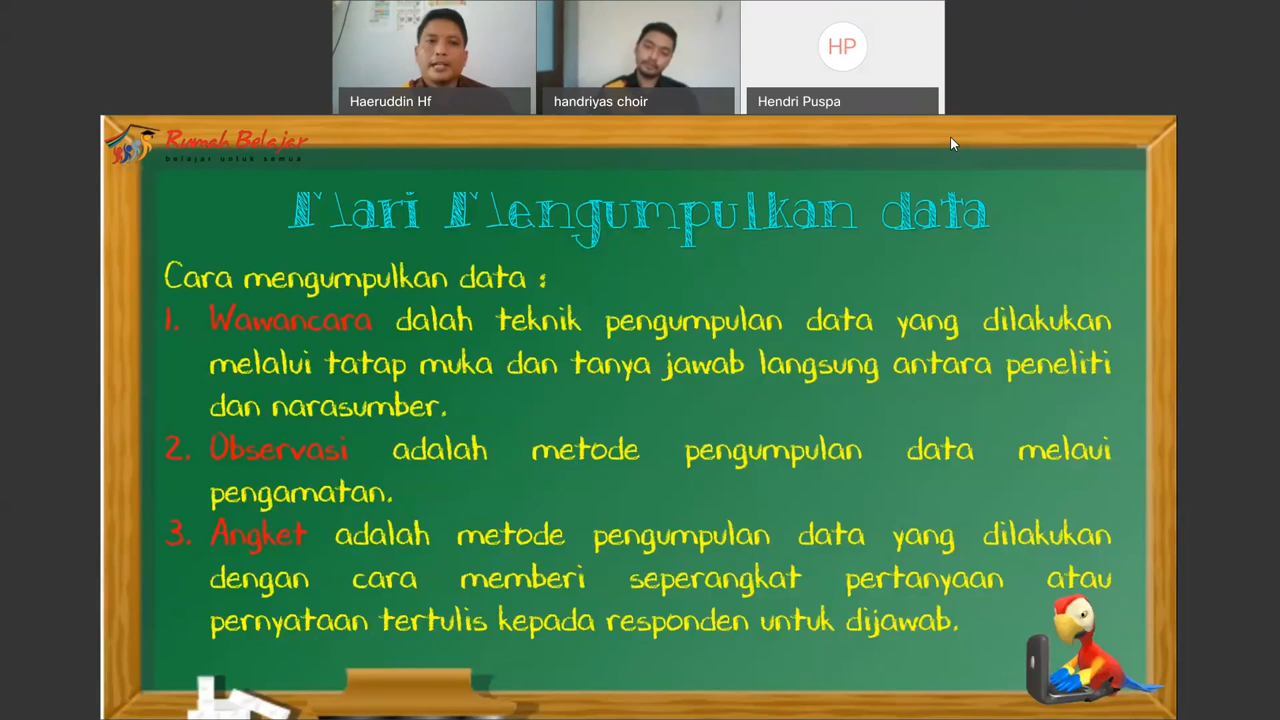 HP
Haeruddin Hf
handriyas choir
Hendri Puspa
Rumah Belajar
belajar untuk semua
Mari Mengumpulkan data
Cara mengumpulkan data :
1. Wawancara dalah teknik pengumpulan data yang dilakukan
melalui tatap muka dan tanya jawab langsung antara peneliti
dan narasumber.
2. Observasi adalah metode pengumpulan data melaui
pengamatan.
3. Angket adalah metode pengumpulan data yang dilakukan
dengan cara memberi seperangkat pertanyaan atau
pernyataan tertulis kepada responden untuk dijawab.